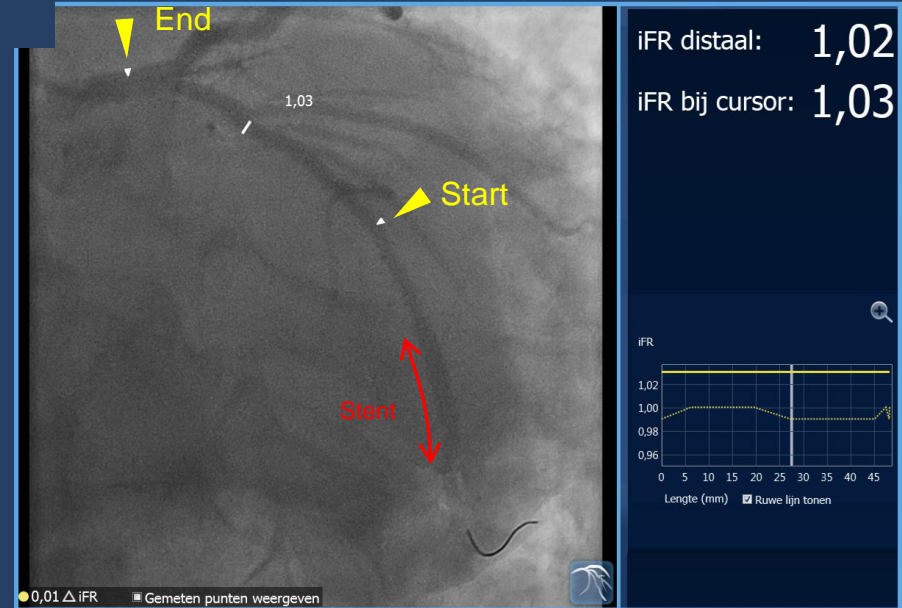 End
1,03
Start
Stent
0,01 △ iFR
Gemeten punten weergeven
iFR distaal: 1,02
iFR bij cursor: 1,03
iFR
1,02
1,00
0,98
0,96
0 5 10 15 20 25 30 35 40 45
Lengte (mm) Ruwe lijn tonen